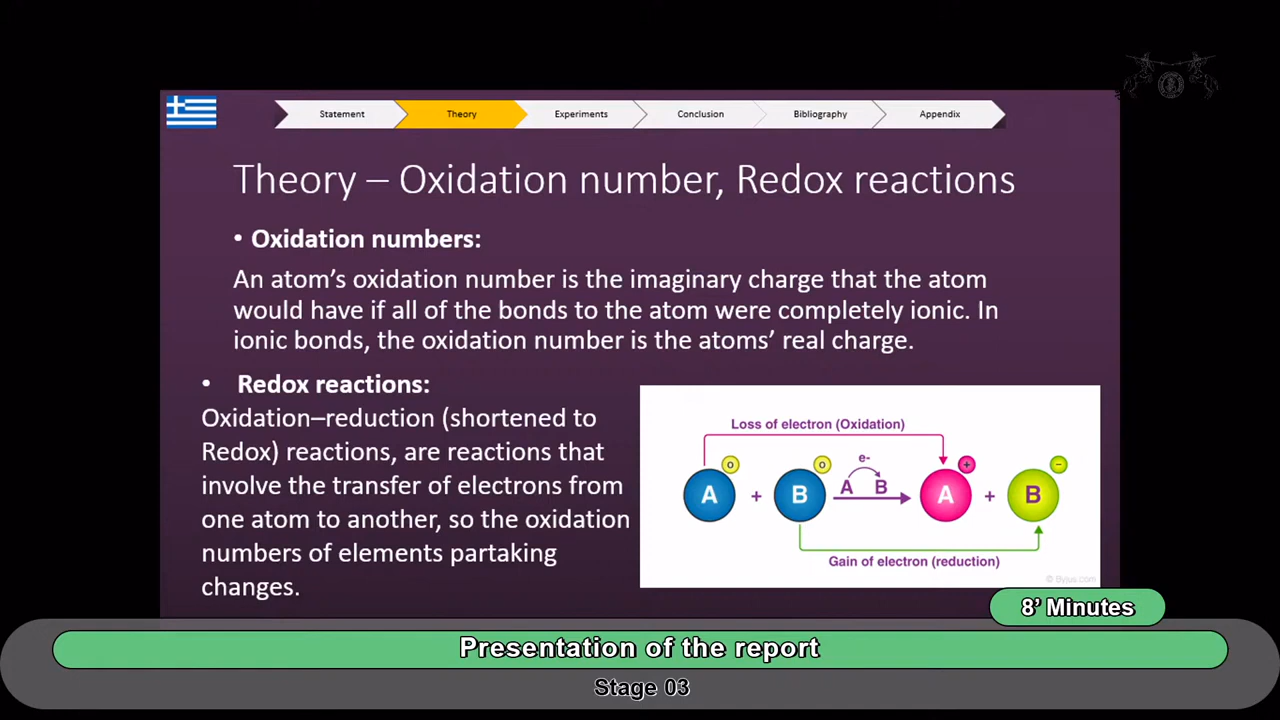 Statement
Theory
Experiments
Conclusion
Bibliography
Appendix
Theory – Oxidation number, Redox reactions
• Oxidation numbers:
An atom's oxidation number is the imaginary charge that the atom
would have if all of the bonds to the atom were completely ionic. In
ionic bonds, the oxidation number is the atoms' real charge.
• Redox reactions:
Oxidation–reduction (shortened to
Redox) reactions, are reactions that
involve the transfer of electrons from
one atom to another, so the oxidation
numbers of elements partaking
changes.
Loss of electron (Oxidation)
A o + B o A e- B A + + B −
Gain of electron (reduction)
© Byjus.com
8' Minutes
Presentation of the report
Stage 03